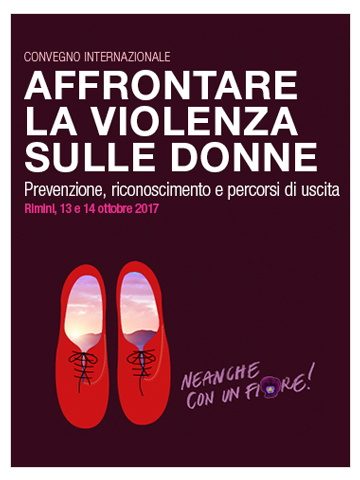 CONVEGNO INTERNAZIONALE
AFFRONTARE
LA VIOLENZA
SULLE DONNE
Prevenzione, riconoscimento e percorsi di uscita
Rimini, 13 e 14 ottobre 2017
NEANCHE
CON UN FIORE!